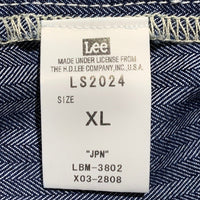 Lee
MADE UNDER LICENSE FROM
THE H.D.LEE COMPANY,INC.,U.S.A.
LS2024
SIZE
XL
"JPN"
LBM-3802
X03-2808